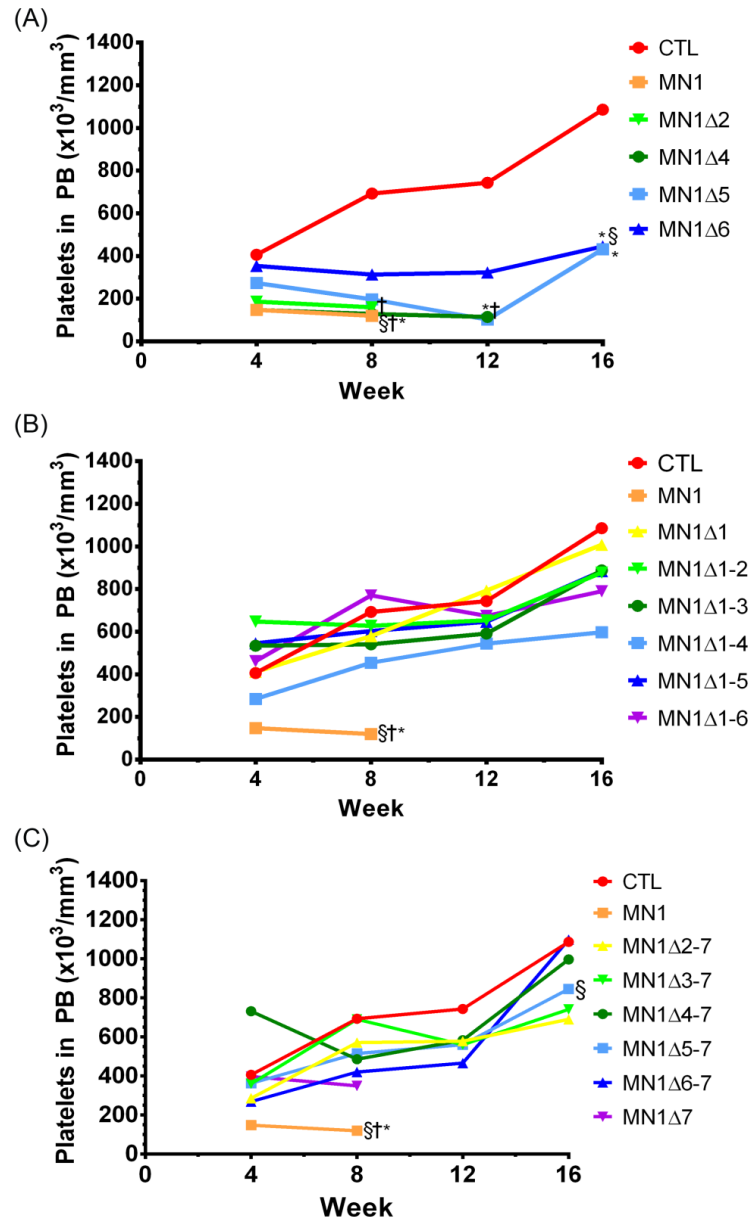 (A)
Platelets in PB (x10³/mm³)
1400
1200
1000
800
600
400
200
0
0
4
8
12
16
Week
†
§†*
*†
*§
*
CTL
MN1
MN1Δ2
MN1Δ4
MN1Δ5
MN1Δ6
(B)
Platelets in PB (x10³/mm³)
1400
1200
1000
800
600
400
200
0
0
4
8
12
16
Week
§†*
CTL
MN1
MN1Δ1
MN1Δ1-2
MN1Δ1-3
MN1Δ1-4
MN1Δ1-5
MN1Δ1-6
(C)
Platelets in PB (x10³/mm³)
1400
1200
1000
800
600
400
200
0
0
4
8
12
16
Week
§†*
§
CTL
MN1
MN1Δ2-7
MN1Δ3-7
MN1Δ4-7
MN1Δ5-7
MN1Δ6-7
MN1Δ7